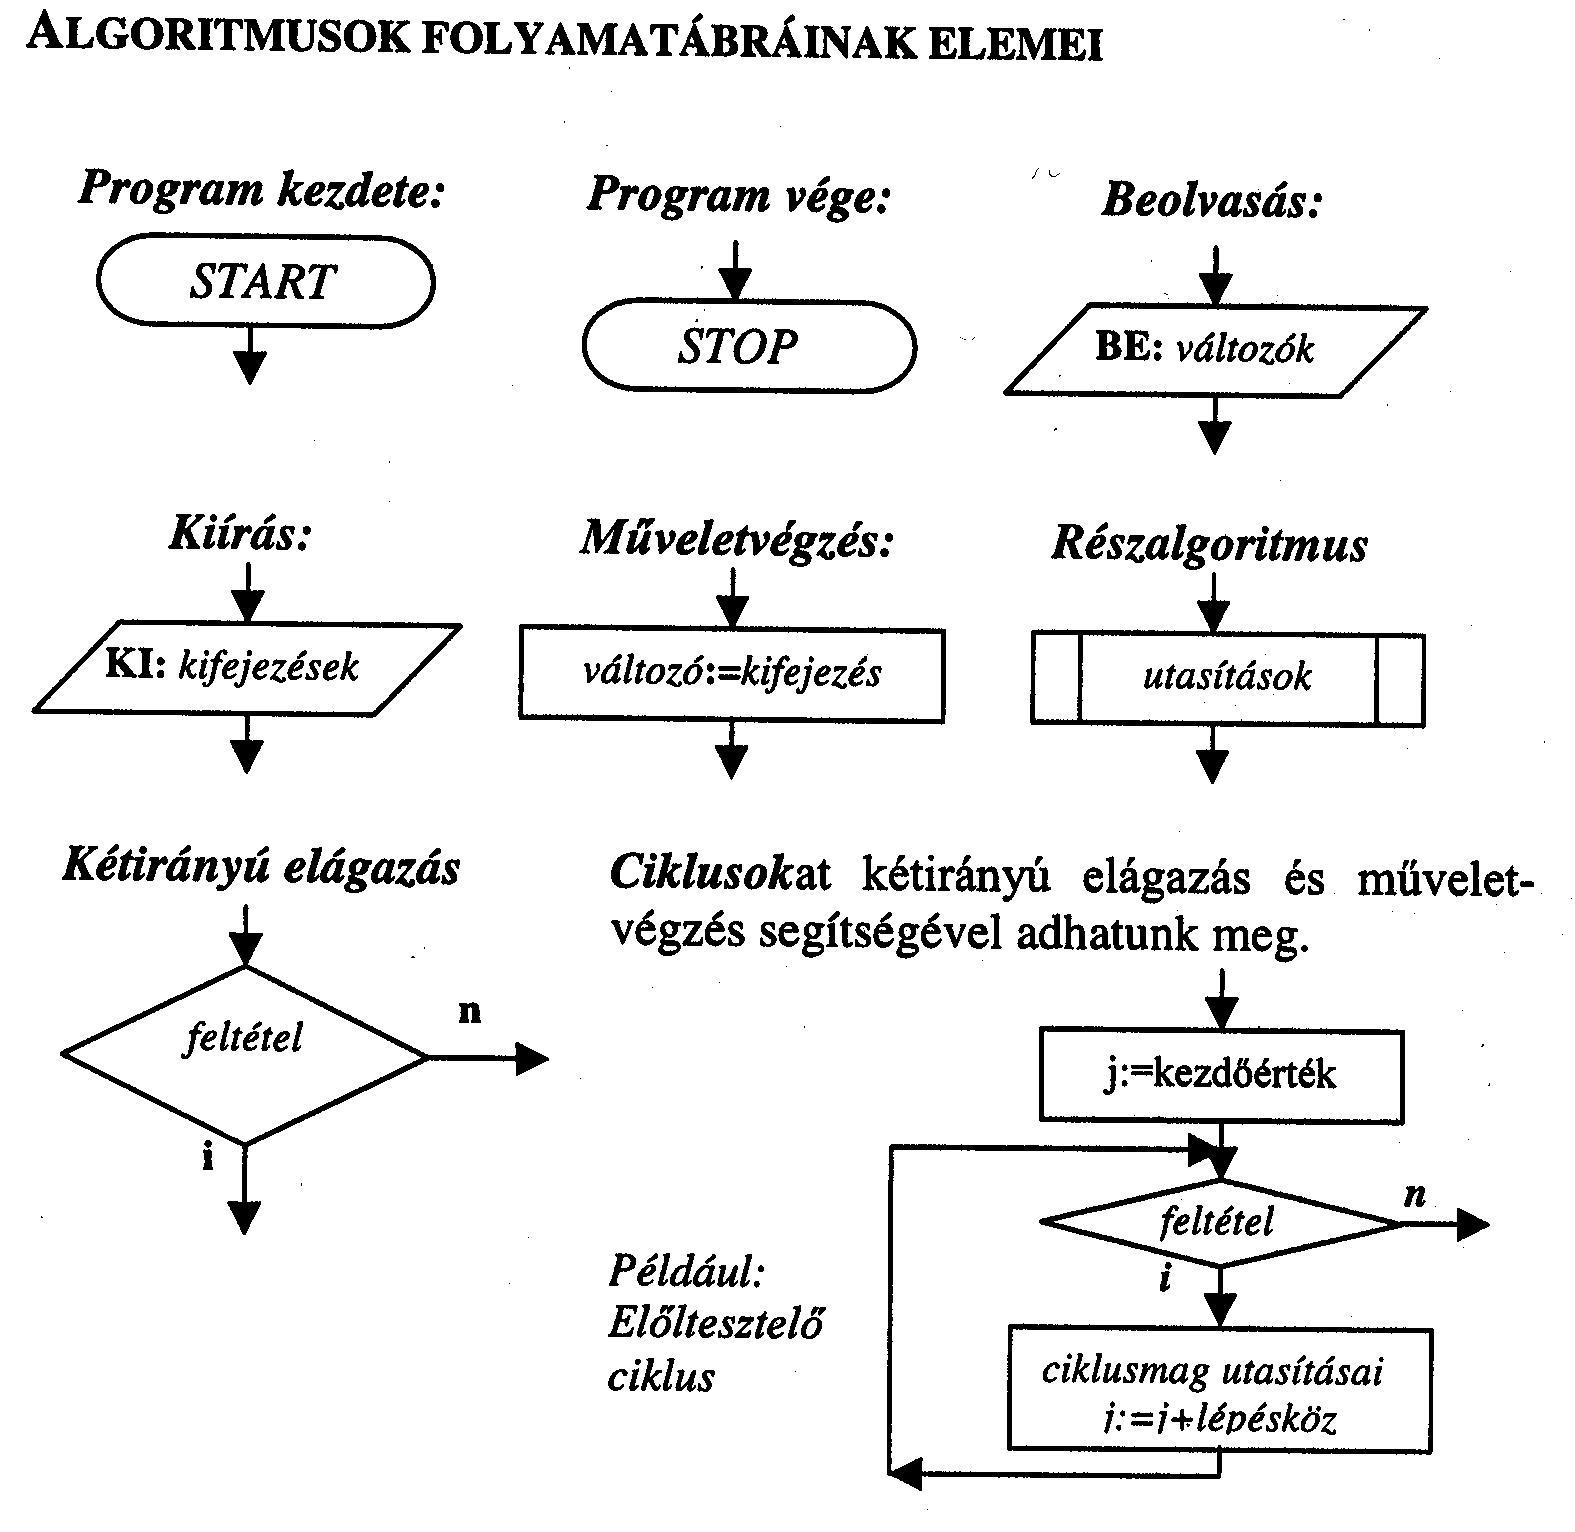 ALGORITMUSOK FOLYAMATÁBRÁINAK ELEMEI
Program kezdete:
START
Program vége:
STOP
Beolvasás:
BE: változók
Kiírás:
KI: kifejezések
Műveletvégzés:
változó:=kifejezés
Részalgoritmus
utasítások
Kétirányú elágazás
feltétel
n
i
Ciklusokat kétirányú elágazás és művelet-
végzés segítségével adhatunk meg.
j:=kezdőérték
feltétel
n
i
ciklusmag utasításai
j:=j+lépésköz
Például:
Előltesztelő
ciklus